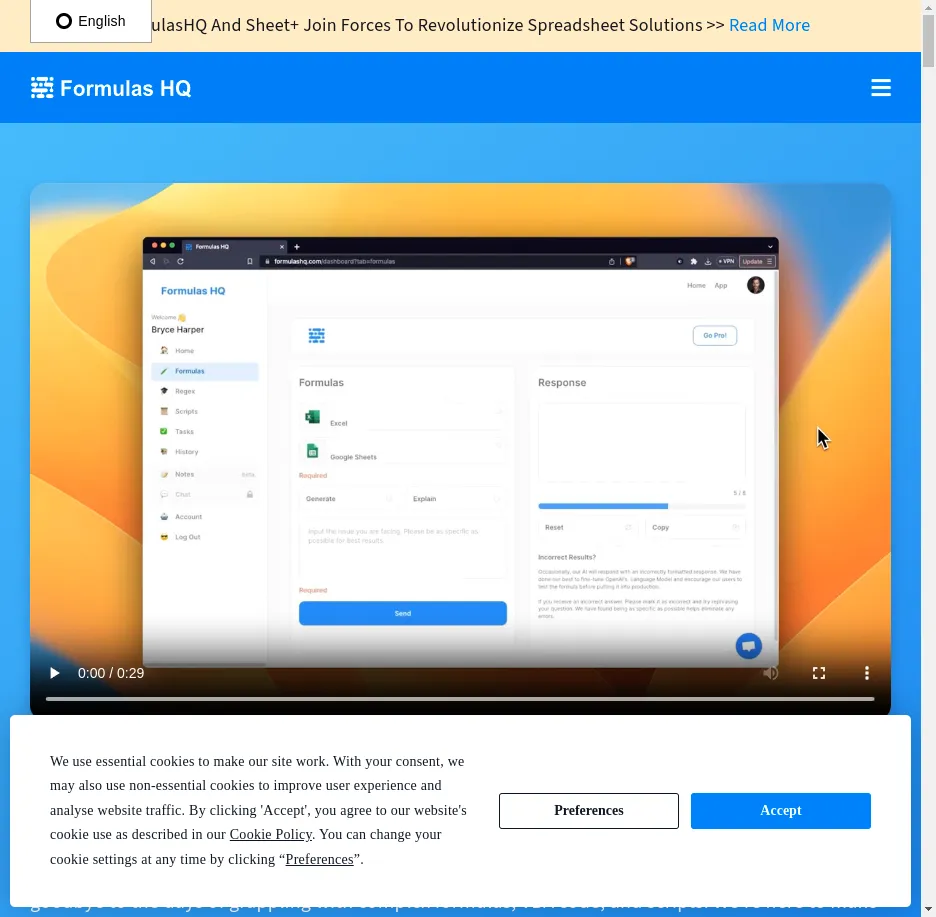 English
ulasHQ And Sheet+ Join Forces To Revolutionize Spreadsheet Solutions >> Read More
Formulas HQ
Formulas HQ
formulashq.com/dashboard?tab=formulas
VPN
Update
Formulas HQ
Home
App
Welcome
Bryce Harper
Go Pro!
Home
Formulas
Regex
Scripts
Tasks
History
Notes
beta
Chat
Account
Log Out
Formulas
Excel
Google Sheets
Required
Generate
Explain
Input the issue you are facing. Please be as specific as
possible for best results.
Required
Send
Response
5 / 8
Reset
Copy
Incorrect Results?
Occasionally, our AI will respond with an incorrectly formatted response. We have
done our best to fine-tune OpenAI's Language Model and encourage our users to
test the formula before putting it into production.
If you receive an incorrect answer, Please mark it as incorrect and try rephrasing
your question. We have found being as specific as possible helps eliminate any
errors.
0:00 / 0:29
We use essential cookies to make our site work. With your consent, we
may also use non-essential cookies to improve user experience and
analyse website traffic. By clicking 'Accept', you agree to our website's
cookie use as described in our Cookie Policy. You can change your
cookie settings at any time by clicking “Preferences”.
Preferences
Accept